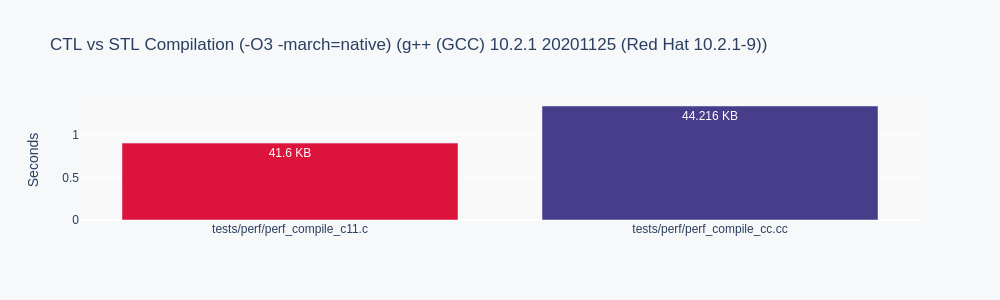 CTL vs STL Compilation (-O3 -march=native) (g++ (GCC) 10.2.1 20201125 (Red Hat 10.2.1-9))
Seconds
1
0.5
0
41.6 KB
44.216 KB
tests/perf/perf_compile_c11.c
tests/perf/perf_compile_cc.cc